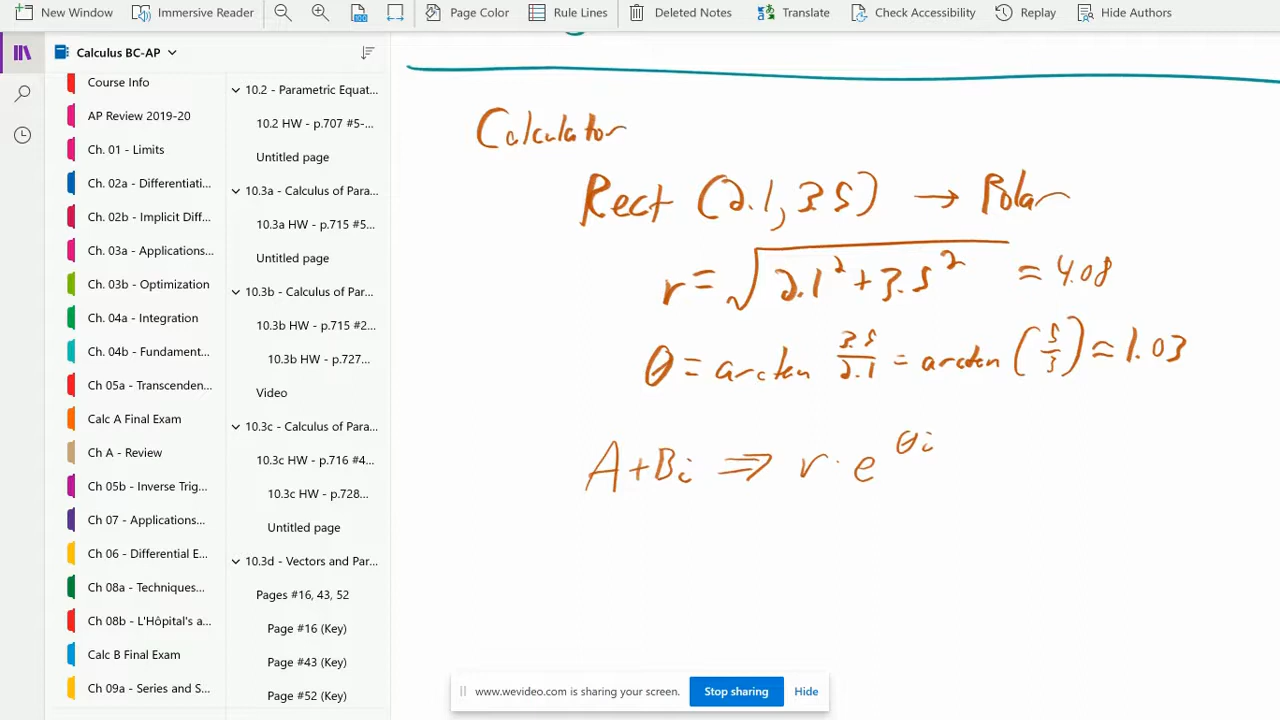 New Window Immersive Reader Page Color Rule Lines Deleted Notes Translate Check Accessibility Replay Hide Authors
Calculus BC-AP
Course Info
AP Review 2019-20
Ch. 01 - Limits
Ch. 02a - Differentiati...
Ch. 02b - Implicit Diff...
Ch. 03a - Applications...
Ch. 03b - Optimization
Ch. 04a - Integration
Ch. 04b - Fundament...
Ch. 05a - Transcenden...
Calc A Final Exam
Ch A - Review
Ch 05b - Inverse Trig...
Ch 07 - Applications...
Ch 06 - Differential E...
Ch 08a - Techniques...
Ch 08b - L'Hôpital's a...
Calc B Final Exam
Ch 09a - Series and S...
10.2 - Parametric Equat...
10.2 HW - p.707 #5-...
Untitled page
10.3a - Calculus of Para...
10.3a HW - p.715 #5...
Untitled page
10.3b - Calculus of Par...
10.3b HW - p.715 #2...
10.3b HW - p.727...
Video
10.3c - Calculus of Para...
10.3c HW - p.716 #4...
10.3c HW - p.728...
Untitled page
10.3d - Vectors and Par...
Pages #16, 43, 52
Page #16 (Key)
Page #43 (Key)
Page #52 (Key)
Calculator
Rect (2.1, 3.5) → Polar
r = √(2.1² + 3.5²) ≈ 4.08
θ = arctan 3.5/2.1 = arctan (5/3) ≈ 1.03
A+Bi ⇒ r · e^θi
www.wevideo.com is sharing your screen. Stop sharing Hide